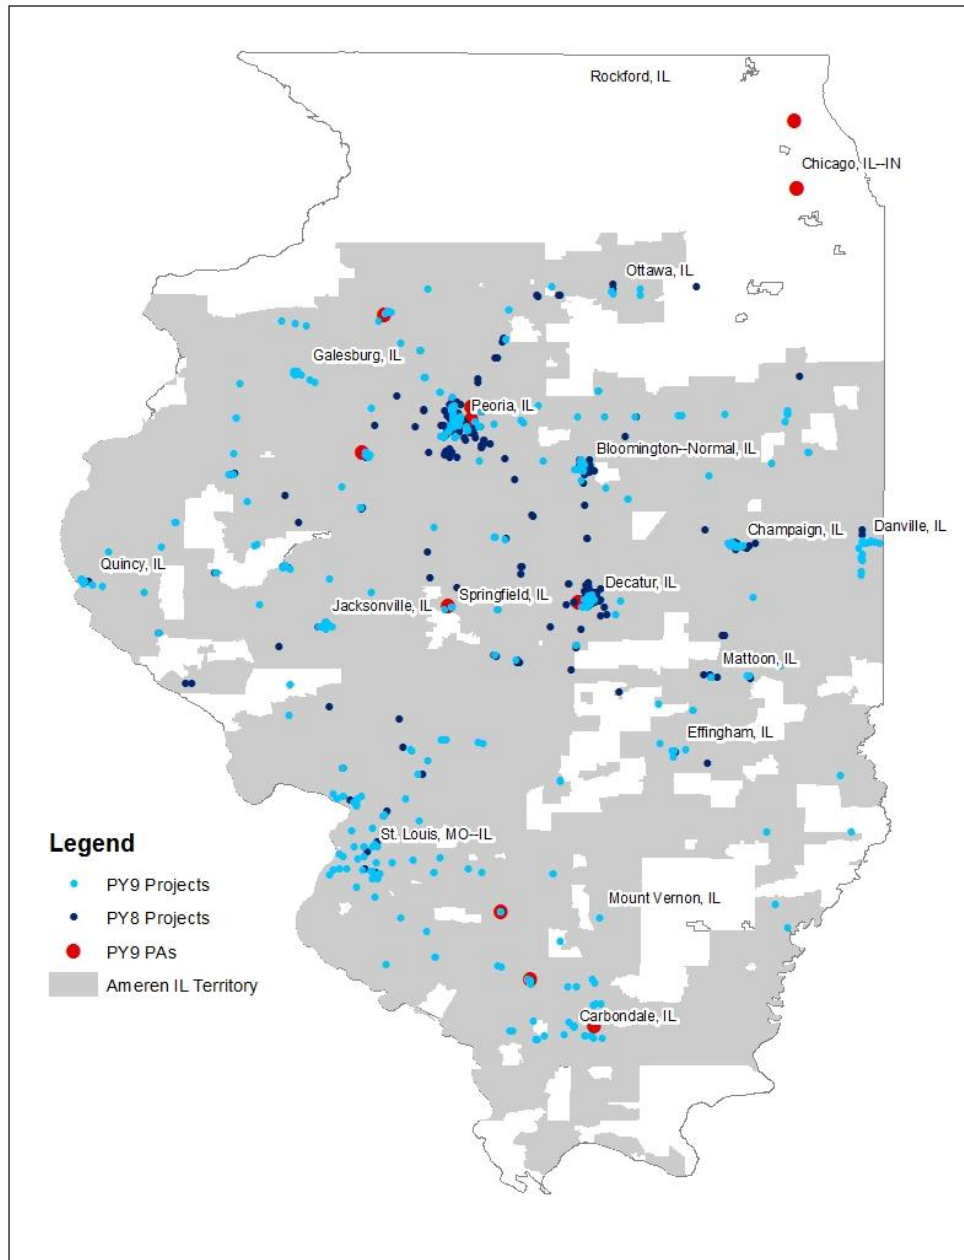 Rockford, IL
Chicago, IL--IN
Ottawa, IL
Galesburg, IL
Peoria, IL
Bloomington--Normal, IL
Champaign, IL
Danville, IL
Quincy, IL
Decatur, IL
Springfield, IL
Jacksonville, IL
Mattoon, IL
Effingham, IL
St. Louis, MO--IL
Mount Vernon, IL
Carbondale, IL
Legend
PY9 Projects
PY8 Projects
PY9 PAs
Ameren IL Territory